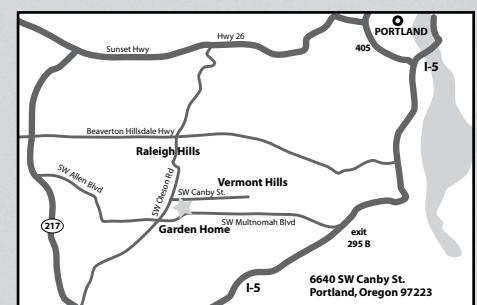 PORTLAND
Hwy 26
405
Sunset Hwy
I-5
Beaverton Hillsdale Hwy
Raleigh Hills
SW Allen Blvd
SW Oleson Rd
Vermont Hills
SW Canby St.
217
SW Multnomah Blvd
Garden Home
exit
295 B
I-5
6640 SW Canby St.
Portland, Oregon 97223